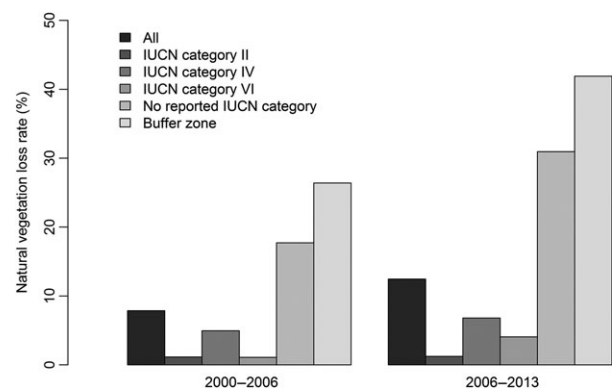 50
40
30
20
10
0
Natural vegetation loss rate (%)
All
IUCN category II
IUCN category IV
IUCN category VI
No reported IUCN category
Buffer zone
2000–2006
2006–2013